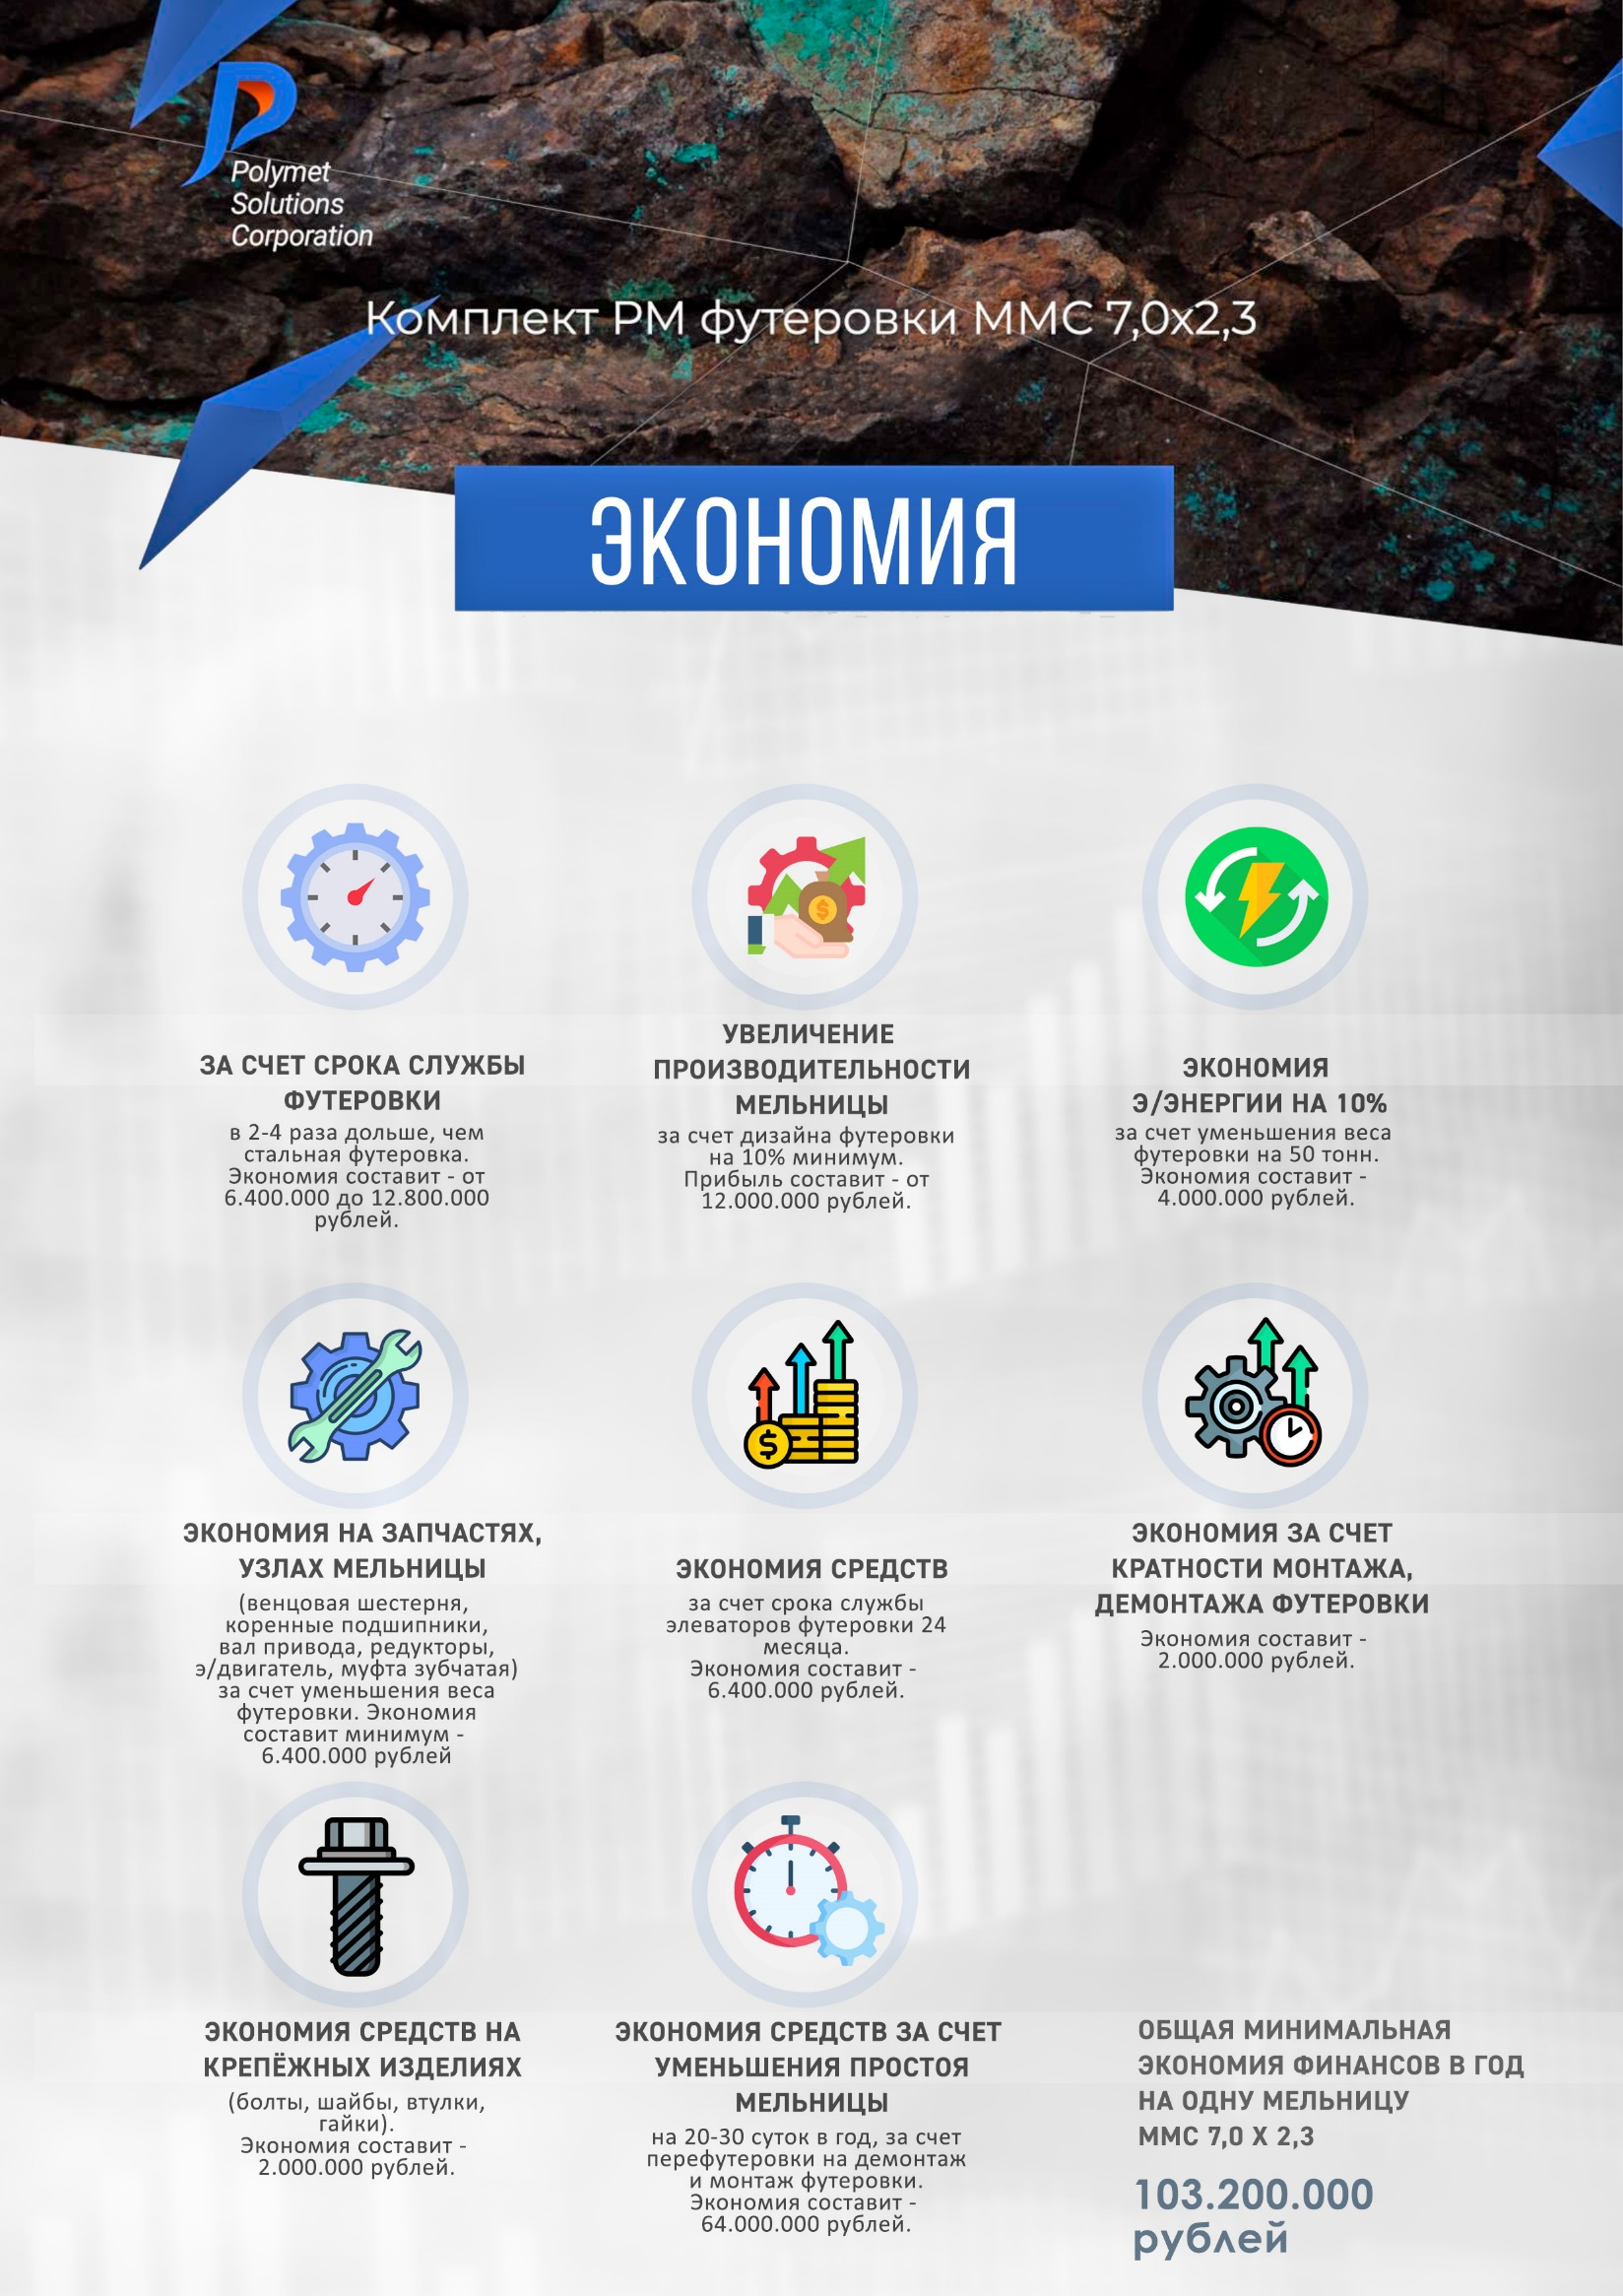 Polymet
Solutions
Corporation
Комплект РМ футеровки ММС 7,0х2,3
ЭКОНОМИЯ
ЗА СЧЕТ СРОКА СЛУЖБЫ
ФУТЕРОВКИ
в 2-4 раза дольше, чем
стальная футеровка.
Экономия составит - от
6.400.000 до 12.800.000
рублей.
УВЕЛИЧЕНИЕ
ПРОИЗВОДИТЕЛЬНОСТИ
МЕЛЬНИЦЫ
за счет дизайна футеровки
на 10% минимум.
Прибыль составит - от
12.000.000 рублей.
ЭКОНОМИЯ
Э/ЭНЕРГИИ НА 10%
за счет уменьшения веса
футеровки на 50 тонн.
Экономия составит -
4.000.000 рублей.
ЭКОНОМИЯ НА ЗАПЧАСТЯХ,
УЗЛАХ МЕЛЬНИЦЫ
(венцовая шестерня,
коренные подшипники,
вал привода, редукторы,
э/двигатель, муфта зубчатая)
за счет уменьшения веса
футеровки. Экономия
составит минимум -
6.400.000 рублей
ЭКОНОМИЯ СРЕДСТВ
за счет срока службы
элеваторов футеровки 24
месяца.
Экономия составит -
6.400.000 рублей.
ЭКОНОМИЯ ЗА СЧЕТ
КРАТНОСТИ МОНТАЖА,
ДЕМОНТАЖА ФУТЕРОВКИ
Экономия составит -
2.000.000 рублей.
ЭКОНОМИЯ СРЕДСТВ НА
КРЕПЁЖНЫХ ИЗДЕЛИЯХ
(болты, шайбы, втулки,
гайки).
Экономия составит -
2.000.000 рублей.
ЭКОНОМИЯ СРЕДСТВ ЗА СЧЕТ
УМЕНЬШЕНИЯ ПРОСТОЯ
МЕЛЬНИЦЫ
на 20-30 суток в год, за счет
перефутеровки на демонтаж
и монтаж футеровки.
Экономия составит -
64.000.000 рублей.
ОБЩАЯ МИНИМАЛЬНАЯ
ЭКОНОМИЯ ФИНАНСОВ В ГОД
НА ОДНУ МЕЛЬНИЦУ
ММС 7,0 Х 2,3
103.200.000
рублей